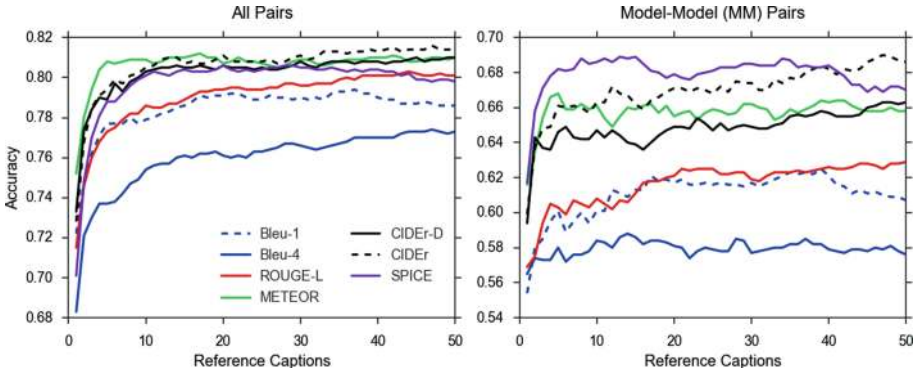 All Pairs
0.82
0.80
0.78
0.76
0.74
0.72
0.70
0.68
Accuracy
0
10
20
30
40
50
Reference Captions
Bleu-1
Bleu-4
ROUGE-L
METEOR
CIDEr-D
CIDEr
SPICE
Model-Model (MM) Pairs
0.70
0.68
0.66
0.64
0.62
0.60
0.58
0.56
0.54
0
10
20
30
40
50
Reference Captions